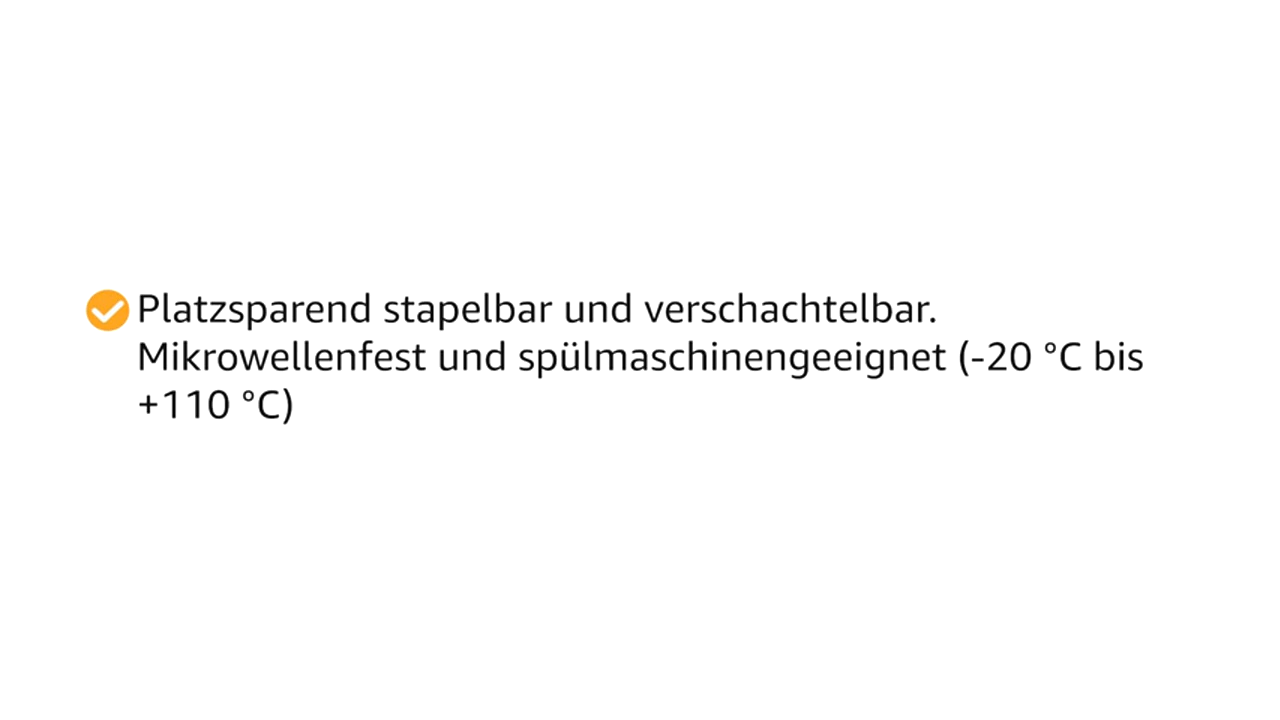 Platzsparend stapelbar und verschachtelbar.
Mikrowellenfest und spülmaschinengeeignet (-20 °C bis
+110 °C)